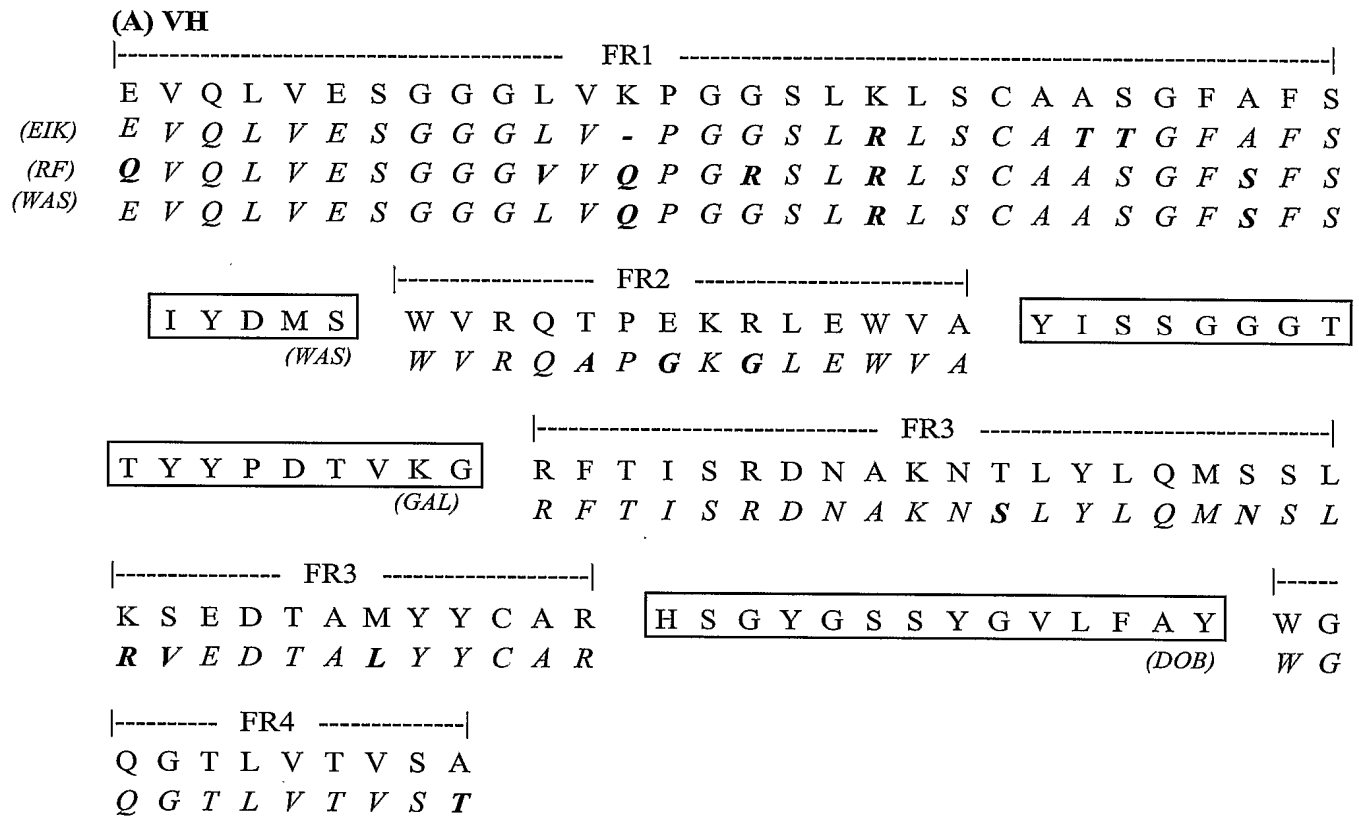 (A) VH
|---------------------------- FR1 ----------------------------------------------|
E V Q L V E S G G G L V K P G G S L K L S C A A S G F A F S
(EIK) E V Q L V E S G G G L V - P G G S L R L S C A T T G F A F S
(RF) Q V Q L V E S G G G V V Q P G R S L R L S C A A S G F S F S
(WAS) E V Q L V E S G G G L V Q P G G S L R L S C A A S G F S F S
|------------------ FR2 -----------------------|
I Y D M S W V R Q T P E K R L E W V A Y I S S G G G T
(WAS) W V R Q A P G K G L E W V A
|-------------------------------- FR3 --------------------------------|
T Y Y P D T V K G R F T I S R D N A K N T L Y L Q M S S L
(GAL) R F T I S R D N A K N S L Y L Q M N S L
|--------------- FR3 -------------------| |------
K S E D T A M Y Y C A R H S G Y G S S Y G V L F A Y W G
R V E D T A L Y Y C A R (DOB) W G
|---------- FR4 --------------|
Q G T L V T V S A
Q G T L V T V S T